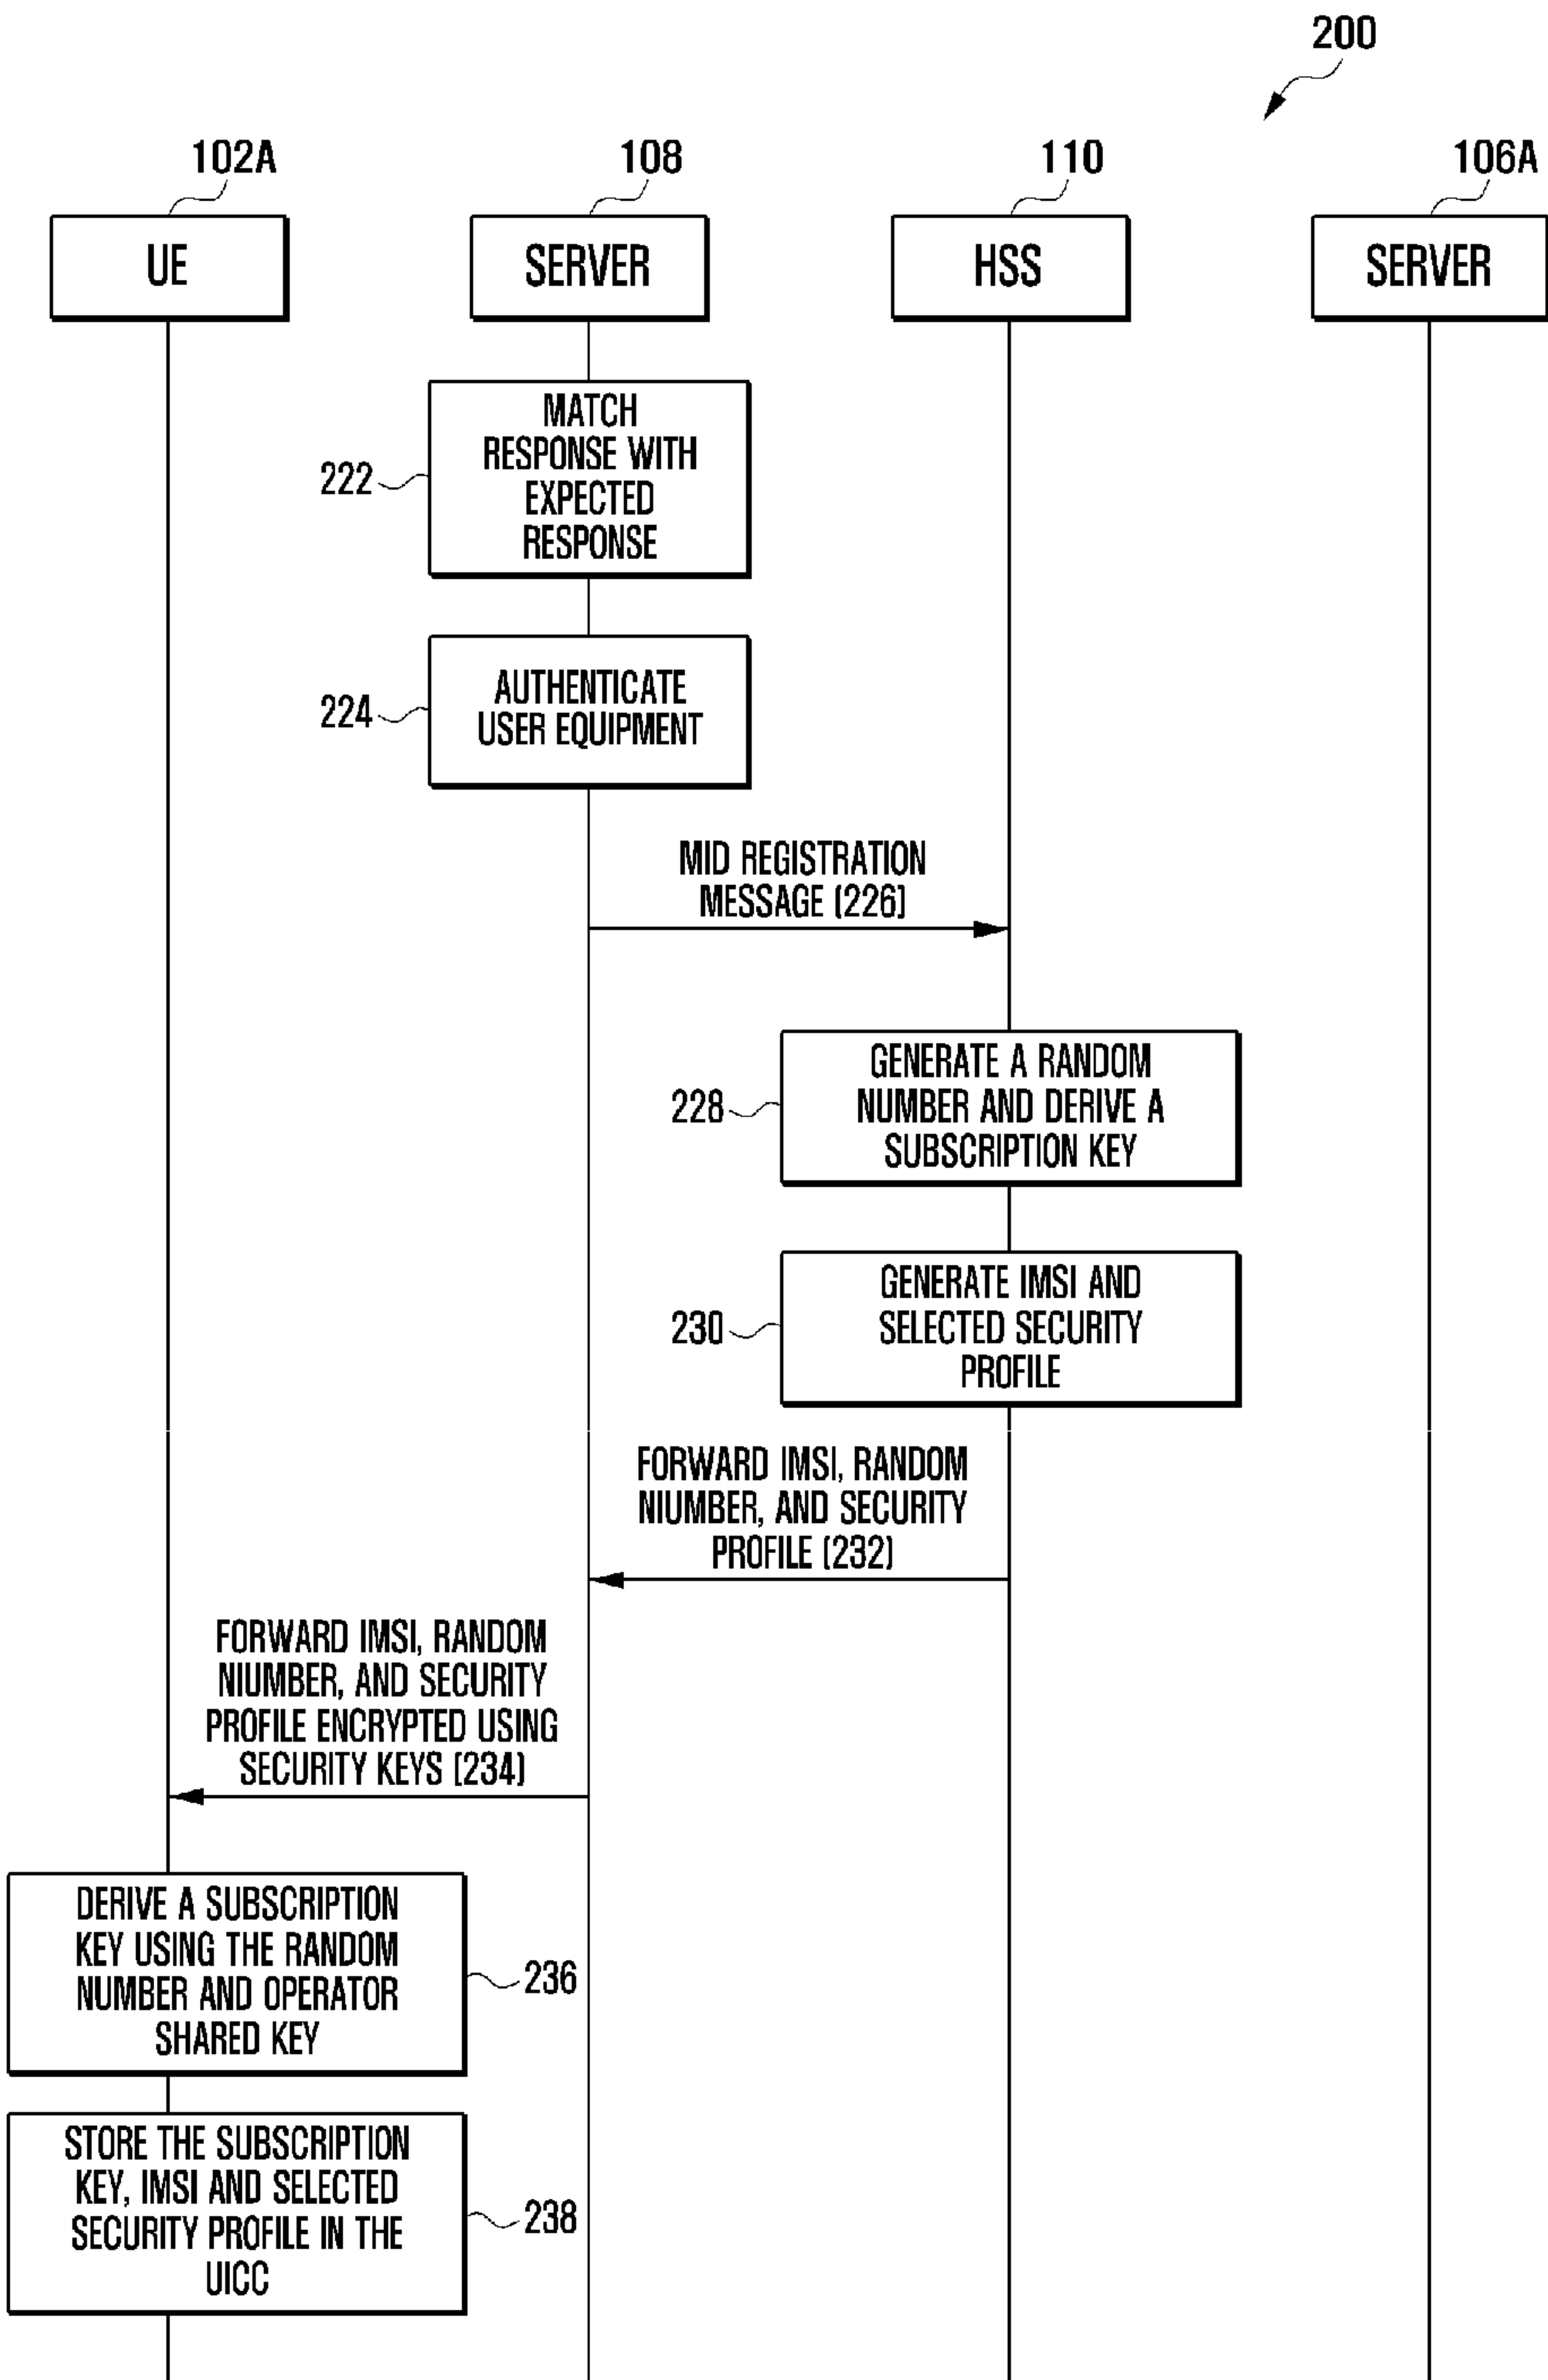 200
102A
108
110
106A
UE
SERVER
HSS
SERVER
MATCH
RESPONSE WITH
EXPECTED
RESPONSE
222
AUTHENTICATE
USER EQUIPMENT
224
MID REGISTRATION
MESSAGE (226)
GENERATE A RANDOM
NUMBER AND DERIVE A
SUBSCRIPTION KEY
228
GENERATE IMSI AND
SELECTED SECURITY
PROFILE
230
FORWARD IMSI, RANDOM
NIUMBER, AND SECURITY
PROFILE (232)
FORWARD IMSI, RANDOM
NIUMBER, AND SECURITY
PROFILE ENCRYPTED USING
SECURITY KEYS (234)
DERIVE A SUBSCRIPTION
KEY USING THE RANDOM
NUMBER AND OPERATOR
SHARED KEY
236
STORE THE SUBSCRIPTION
KEY, IMSI AND SELECTED
SECURITY PROFILE IN THE
UICC
238